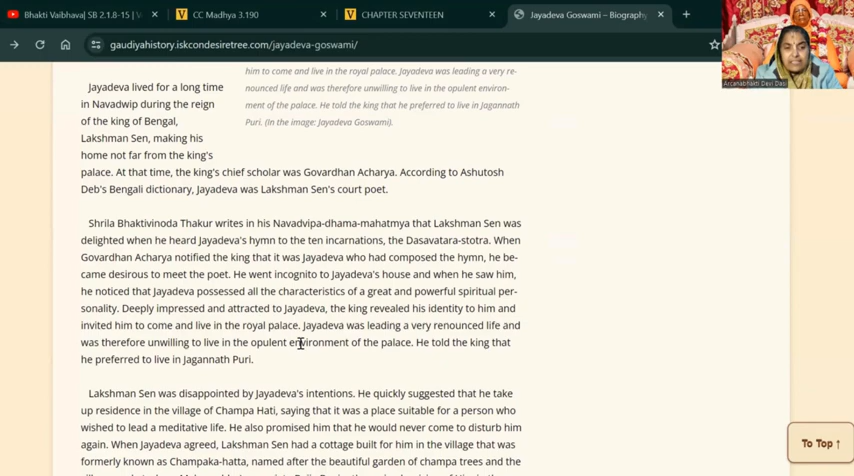 Bhakti Vaibhava| SB 2.1.8-15 | V
CC Madhya 3.190
CHAPTER SEVENTEEN
Jayadeva Goswami – Biography
gaudiyahistory.iskcondesiretree.com/jayadeva-goswami/
him to come and live in the royal palace. Jayadeva was leading a very re-
nounced life and was therefore unwilling to live in the opulent environ-
ment of the palace. He told the king that he preferred to live in Jagannath
Puri. (In the image: Jayadeva Goswami).
Jayadeva lived for a long time
in Navadwip during the reign
of the king of Bengal,
Lakshman Sen, making his
home not far from the king's
palace. At that time, the king's chief scholar was Govardhan Acharya. According to Ashutosh
Deb's Bengali dictionary, Jayadeva was Lakshman Sen's court poet.
Shrila Bhaktivinoda Thakur writes in his Navadvipa-dhama-mahatmya that Lakshman Sen was
delighted when he heard Jayadeva's hymn to the ten incarnations, the Dasavatara-stotra. When
Govardhan Acharya notified the king that it was Jayadeva who had composed the hymn, he be-
came desirous to meet the poet. He went incognito to Jayadeva's house and when he saw him,
he noticed that Jayadeva possessed all the characteristics of a great and powerful spiritual per-
sonality. Deeply impressed and attracted to Jayadeva, the king revealed his identity to him and
invited him to come and live in the royal palace. Jayadeva was leading a very renounced life and
was therefore unwilling to live in the opulent environment of the palace. He told the king that
he preferred to live in Jagannath Puri.
Lakshman Sen was disappointed by Jayadeva's intentions. He quickly suggested that he take
up residence in the village of Champa Hati, saying that it was a place suitable for a person who
wished to lead a meditative life. He also promised him that he would never come to disturb him
again. When Jayadeva agreed, Lakshman Sen had a cottage built for him in the village that was
formerly known as Champaka-hatta, named after the beautiful garden of champa trees and the
To Top ↑
Arcanabhakti Devi Dasi